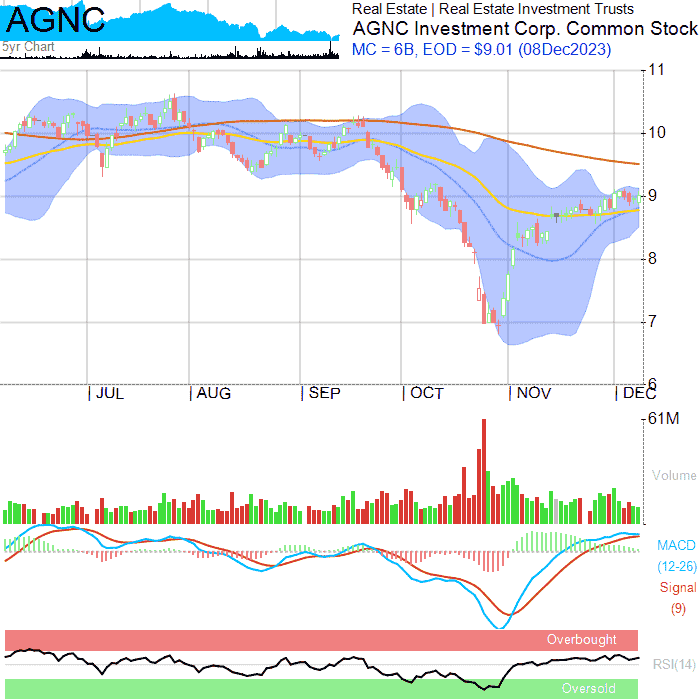 AGNC
5yr Chart
Real Estate | Real Estate Investment Trusts
AGNC Investment Corp. Common Stock
MC = 6B, EOD = $9.01 (08Dec2023)
11
10
9
8
7
6
JUL AUG SEP OCT NOV DEC
61M
Volume
MACD
(12-26)
Signal
(9)
Overbought
RSI(14)
Oversold